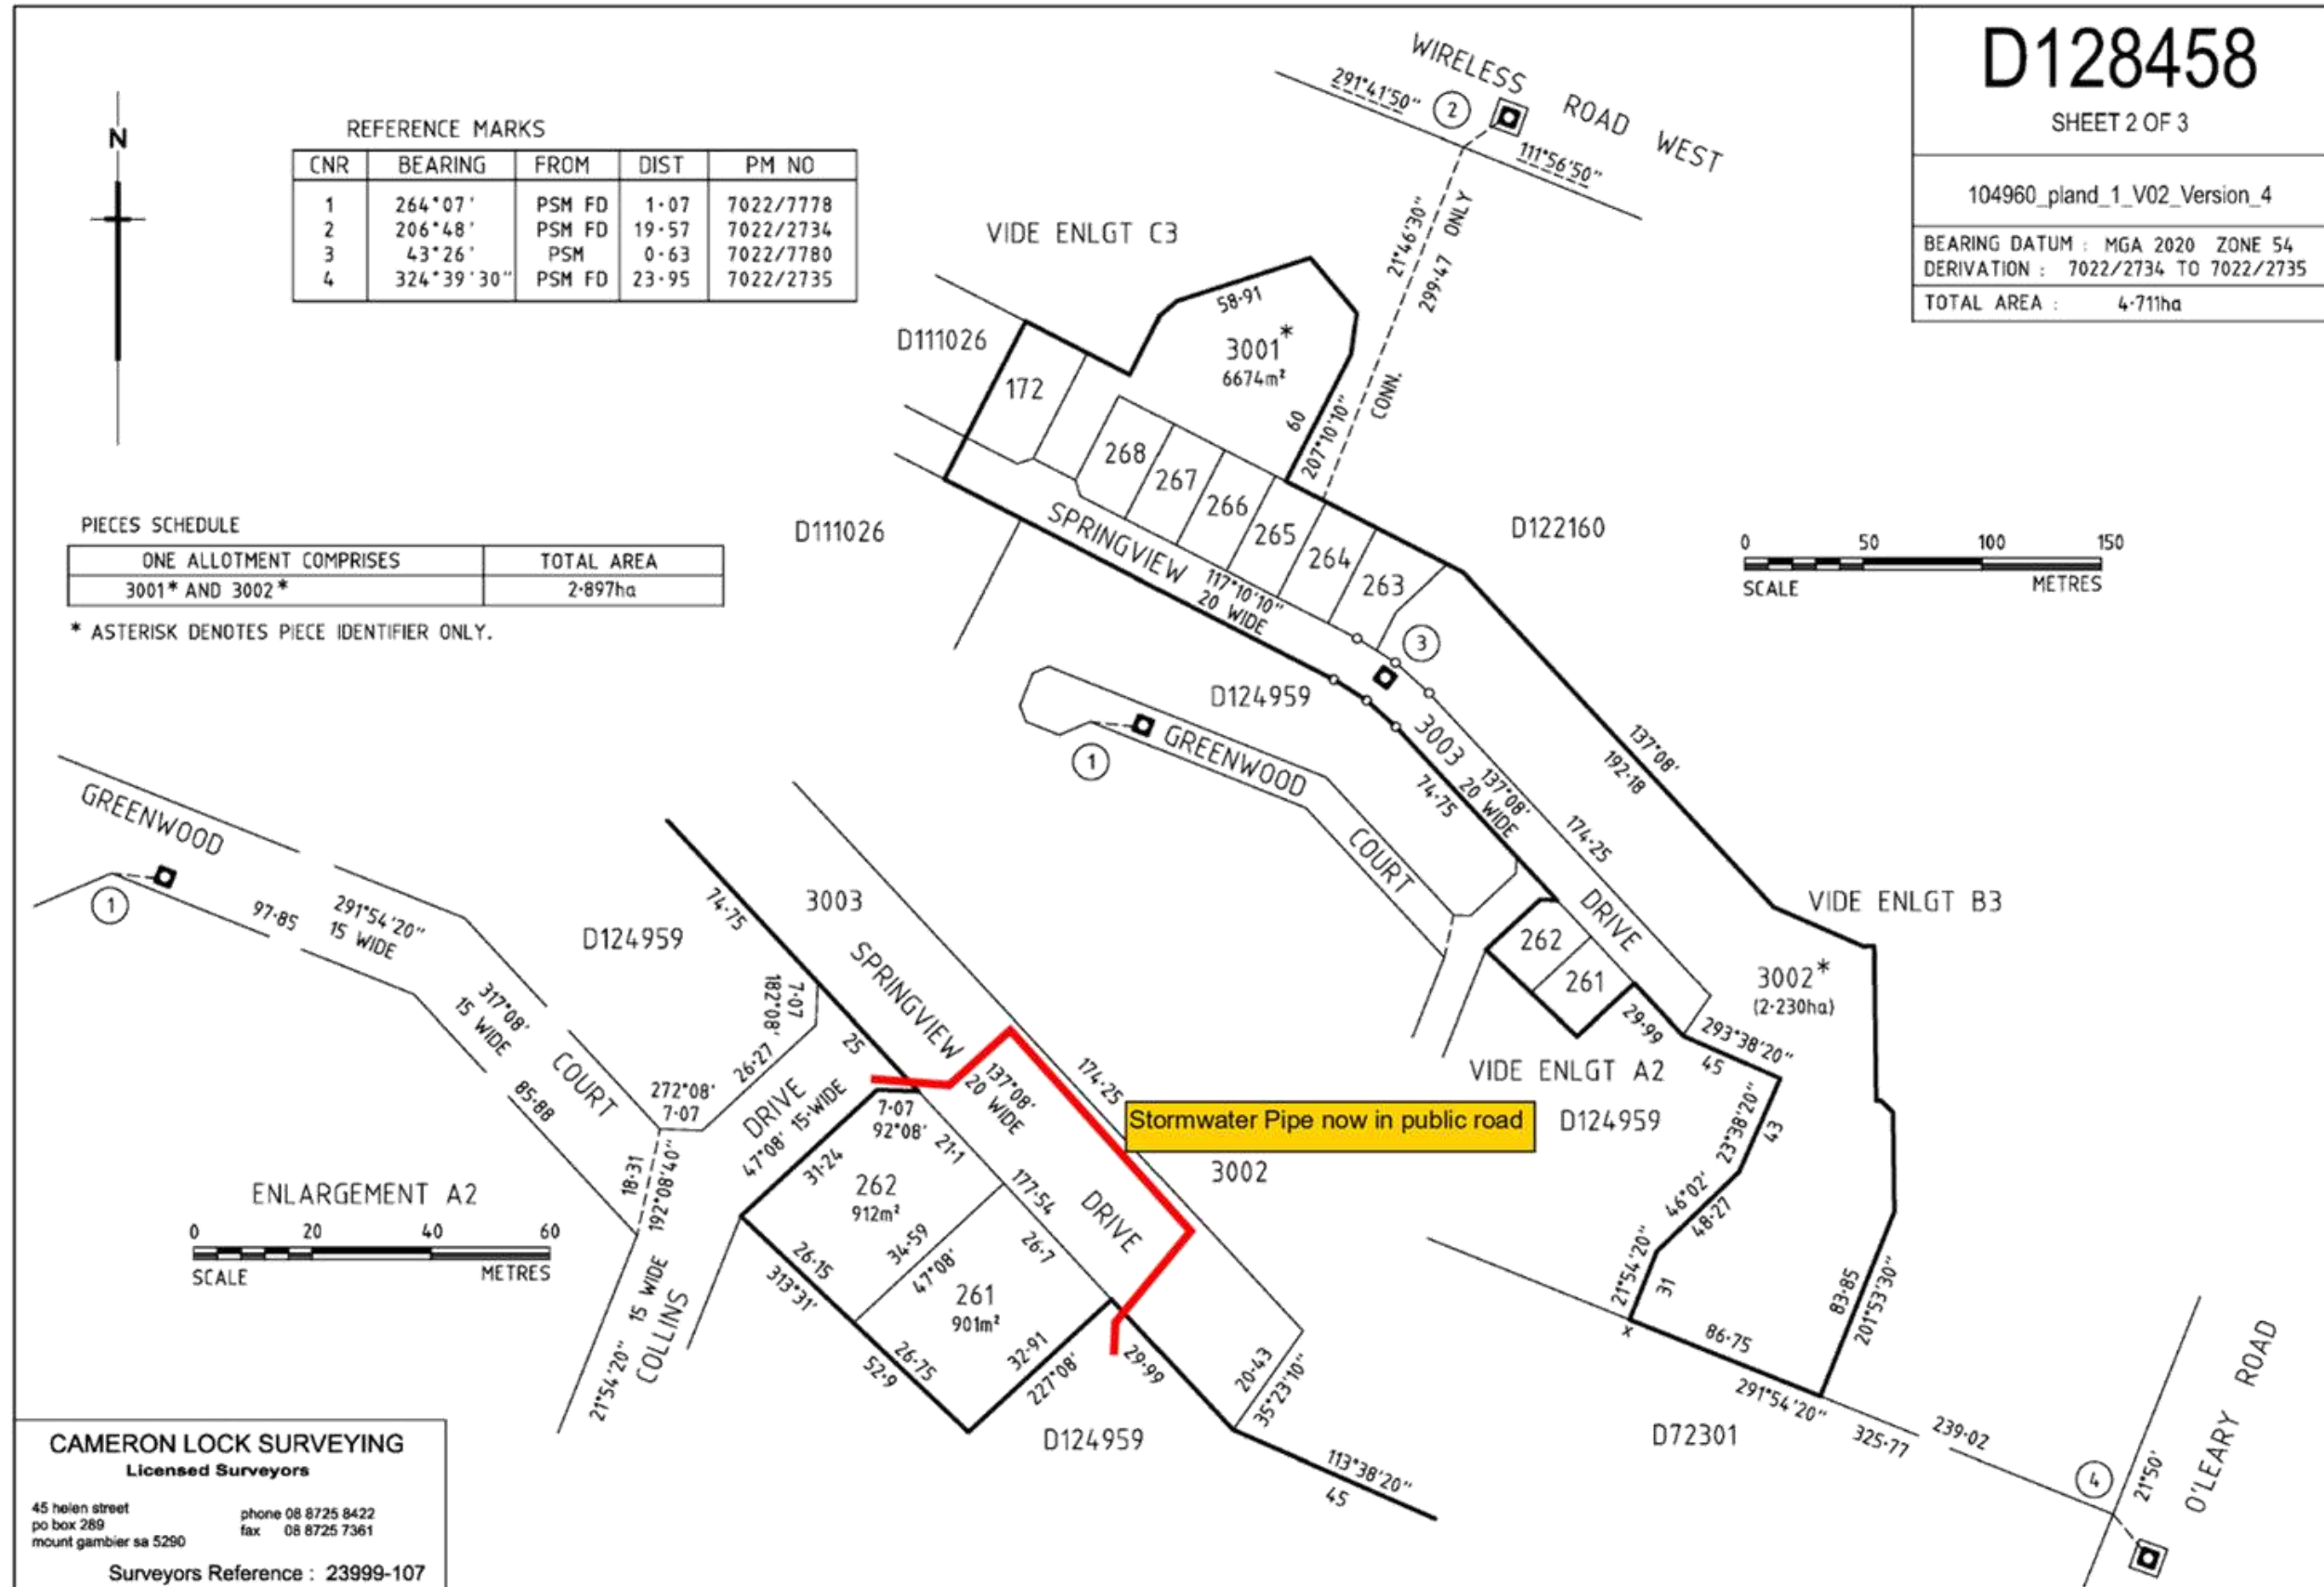 D128458
SHEET 2 OF 3
104960_pland_1_V02_Version_4
BEARING DATUM : MGA 2020 ZONE 54
DERIVATION : 7022/2734 TO 7022/2735
TOTAL AREA : 4·711ha
N
REFERENCE MARKS
CNR BEARING FROM DIST PM NO
1 264°07' PSM FD 1·07 7022/7778
2 206°48' PSM FD 19·57 7022/2734
3 43°26' PSM 0·63 7022/7780
4 324°39'30" PSM FD 23·95 7022/2735
PIECES SCHEDULE
ONE ALLOTMENT COMPRISES TOTAL AREA
3001* AND 3002* 2·897ha
* ASTERISK DENOTES PIECE IDENTIFIER ONLY.
WIRELESS ROAD WEST
291°41'50"
2
111°56'50"
21°46'30"
299·47 ONLY
CONN.
VIDE ENLGT C3
58·91
3001*
6674m²
60
207°10'10"
D111026
172
268
267
266
265
264
263
D111026
SPRINGVIEW
117°10'10"
20 WIDE
D122160
0 50 100 150
SCALE METRES
3
D124959
3003
137°08'
20 WIDE
74·75
137°08'
192·18
174·25
DRIVE
1
GREENWOOD
COURT
262
261
29·99
VIDE ENLGT B3
3002*
(2·230ha)
293°38'20"
45
VIDE ENLGT A2
D124959
23°38'20"
43
46°02'
48·27
21°54'20"
31
x
86·75
291°54'20"
83·85
201°53'30"
D72301
325·77
239·02
4
21°50'
O'LEARY ROAD
GREENWOOD
1
97·85
291°54'20"
15 WIDE
317°08'
15 WIDE
COURT
85·88
D124959
74·75
3003
SPRINGVIEW
7·07
182°08'
25
26·27
272°08'
7·07
DRIVE
47°08' 15·WIDE
7·07
92°08'
137°08'
20 WIDE
174·25
Stormwater Pipe now in public road
3002
21·1
31·24
262
912m²
177·54
DRIVE
34·59
47°08'
26·7
26·15
313°31'
261
901m²
26·75
52·9
32·91
227°08'
29·99
20·43
35°23'10"
D124959
113°38'20"
45
18·31
192°08'40"
15 WIDE
21°54'20"
COLLINS
ENLARGEMENT A2
0 20 40 60
SCALE METRES
CAMERON LOCK SURVEYING
Licensed Surveyors
45 helen street
po box 289
mount gambier sa 5290
phone 08 8725 8422
fax 08 8725 7361
Surveyors Reference : 23999-107